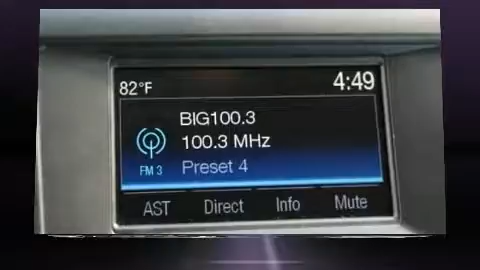 82°F 4:49
BIG100.3
100.3 MHz
FM 3 Preset 4
AST Direct Info Mute